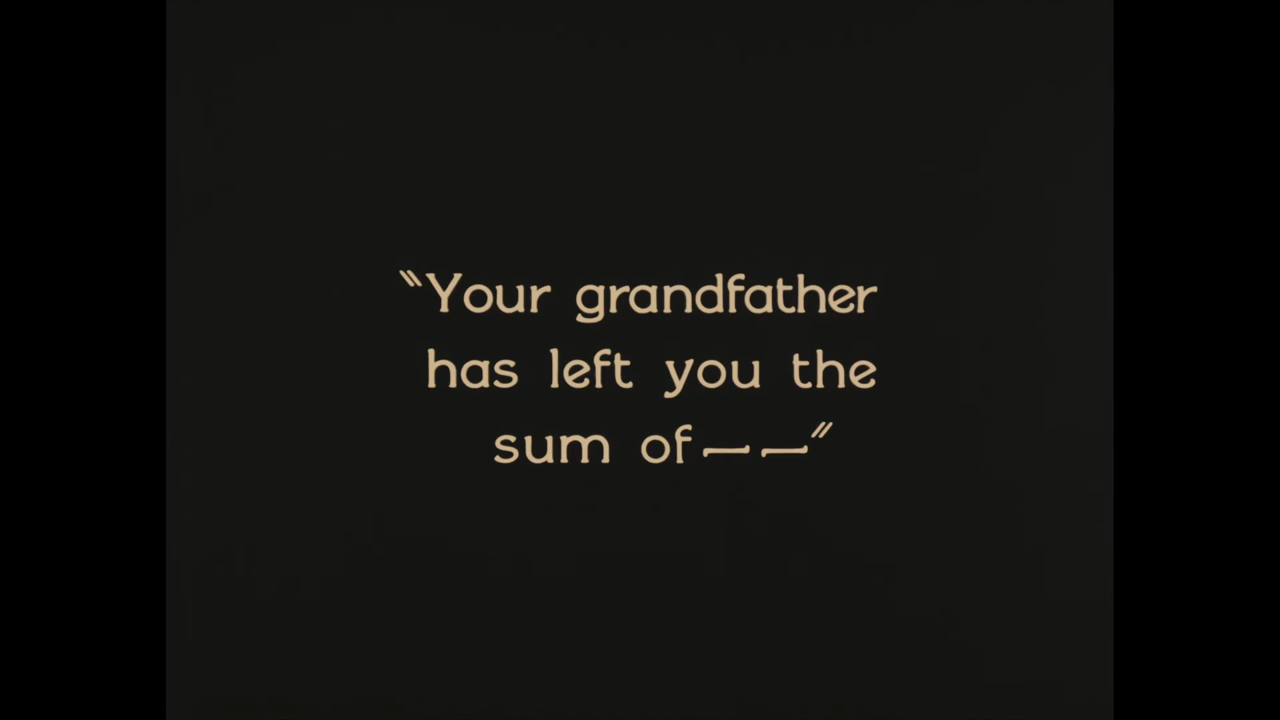 "Your grandfather
has left you the
sum of — —"